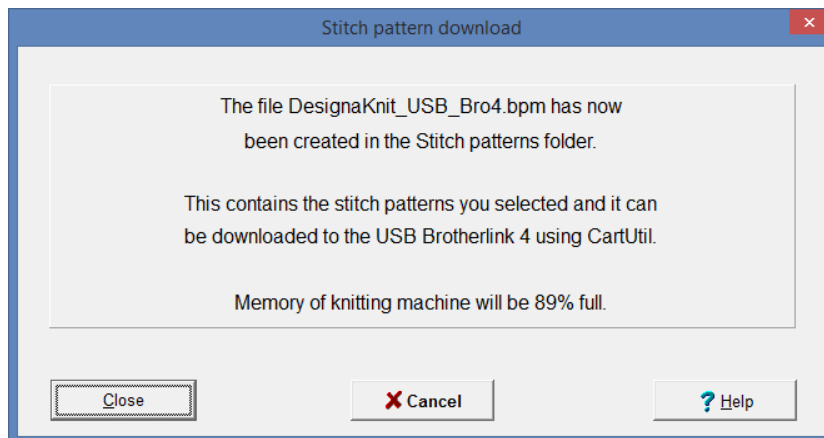 Stitch pattern download
The file DesignaKnit_USB_Bro4.bpm has now
been created in the Stitch patterns folder.
This contains the stitch patterns you selected and it can
be downloaded to the USB Brotherlink 4 using CartUtil.
Memory of knitting machine will be 89% full.
Close
Cancel
? Help